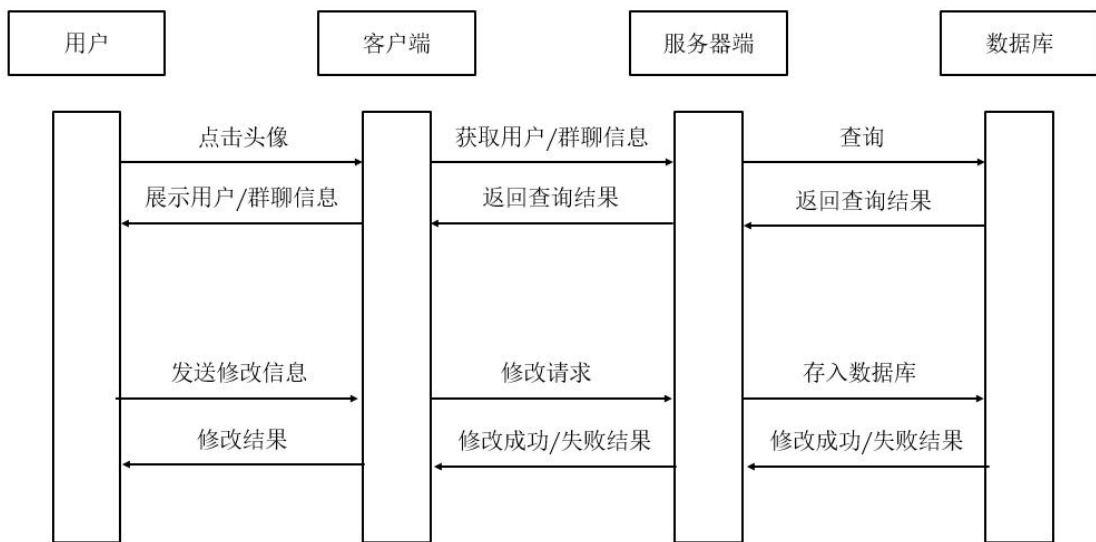 用户
客户端
服务器端
数据库
点击头像
获取用户/群聊信息
查询
展示用户/群聊信息
返回查询结果
返回查询结果
发送修改信息
修改请求
存入数据库
修改结果
修改成功/失败结果
修改成功/失败结果